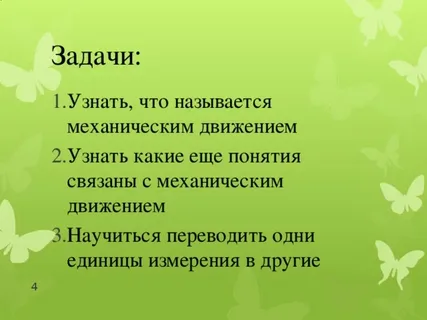 Задачи:
1.Узнать, что называется
механическим движением
2.Узнать какие еще понятия
связаны с механическим
движением
3.Научиться переводить одни
единицы измерения в другие
4